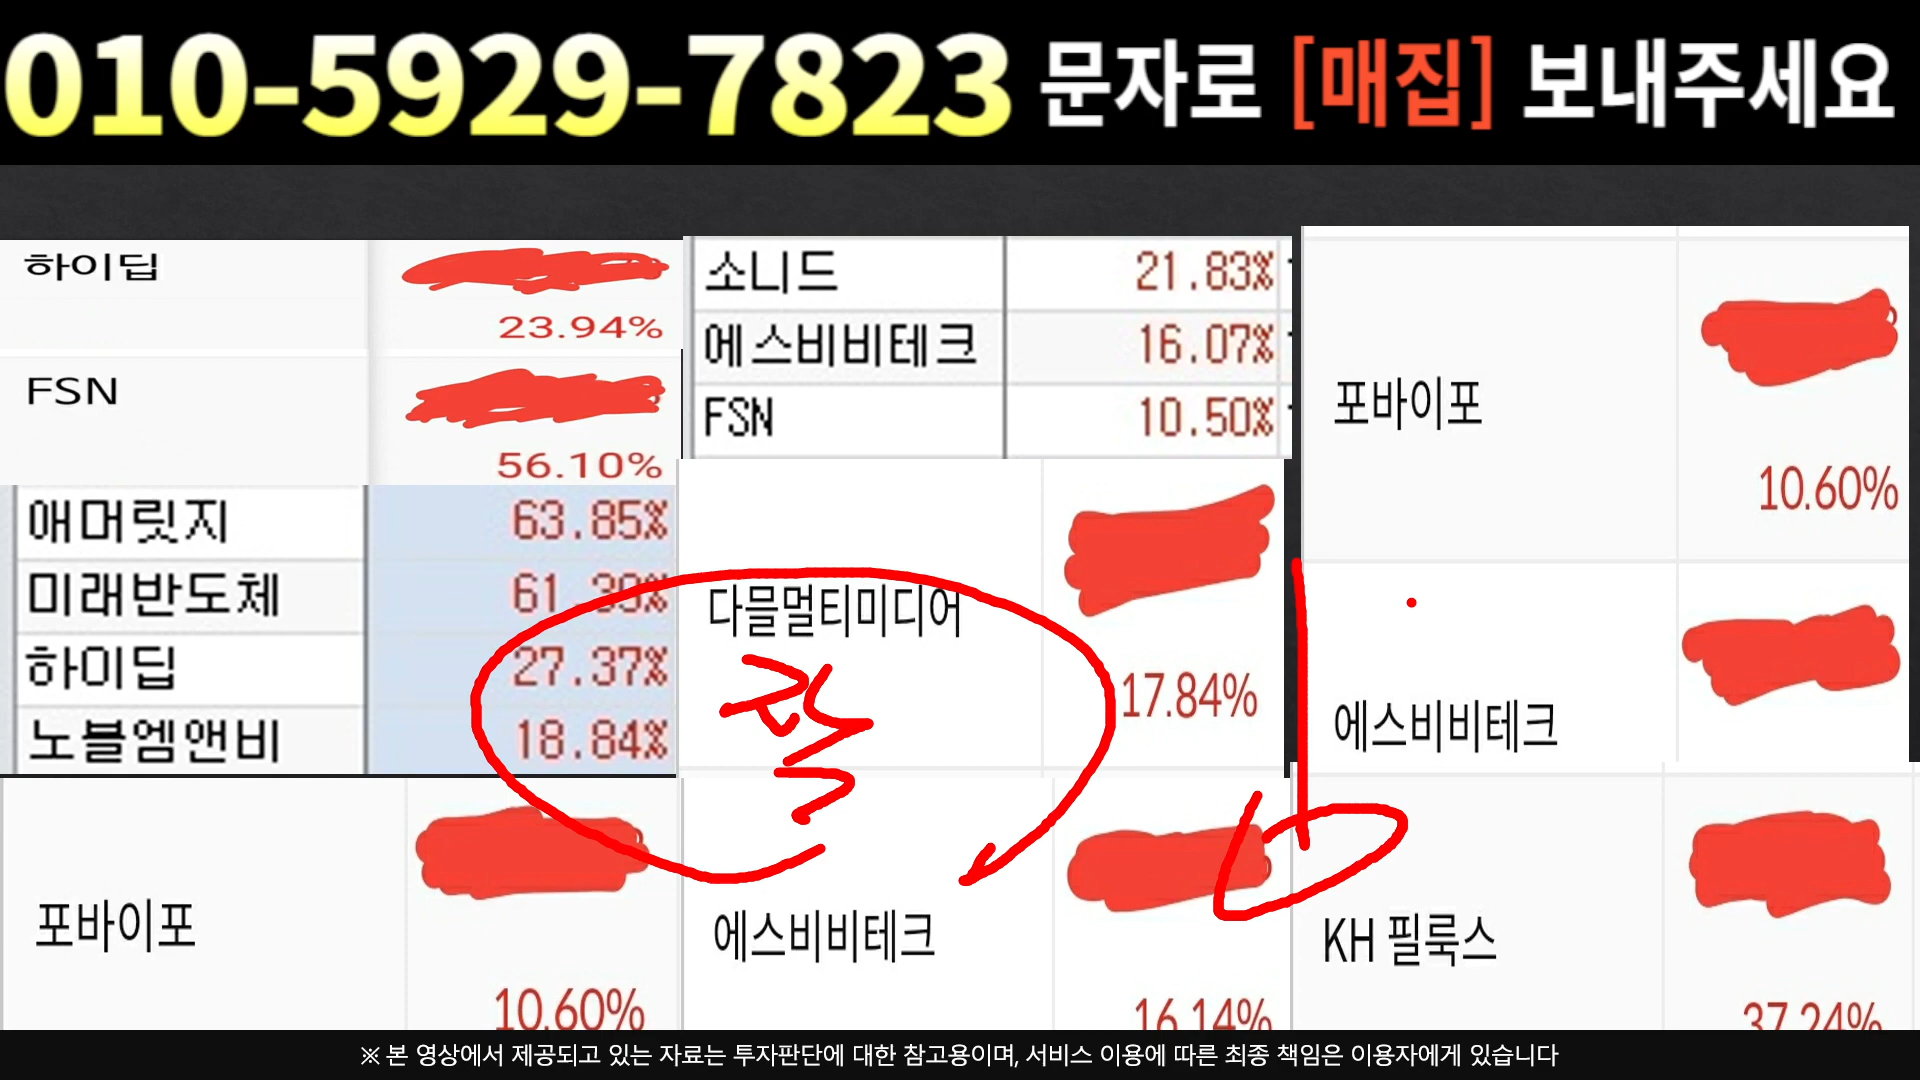 010-5929-7823 문자로 [매집] 보내주세요
하이딥
23.94%
FSN
56.10%
애머릿지 63.85%
미래반도체 61.39%
하이딥 27.37%
노블엠앤비 18.84%
소니드 21.83%
에스비비테크 16.07%
FSN 10.50%
다믈멀티미디어
17.84%
포바이포
10.60%
에스비비테크
포바이포
10.60%
에스비비테크
16.14%
KH 필룩스
37.24%
※ 본 영상에서 제공되고 있는 자료는 투자판단에 대한 참고용이며, 서비스 이용에 따른 최종 책임은 이용자에게 있습니다